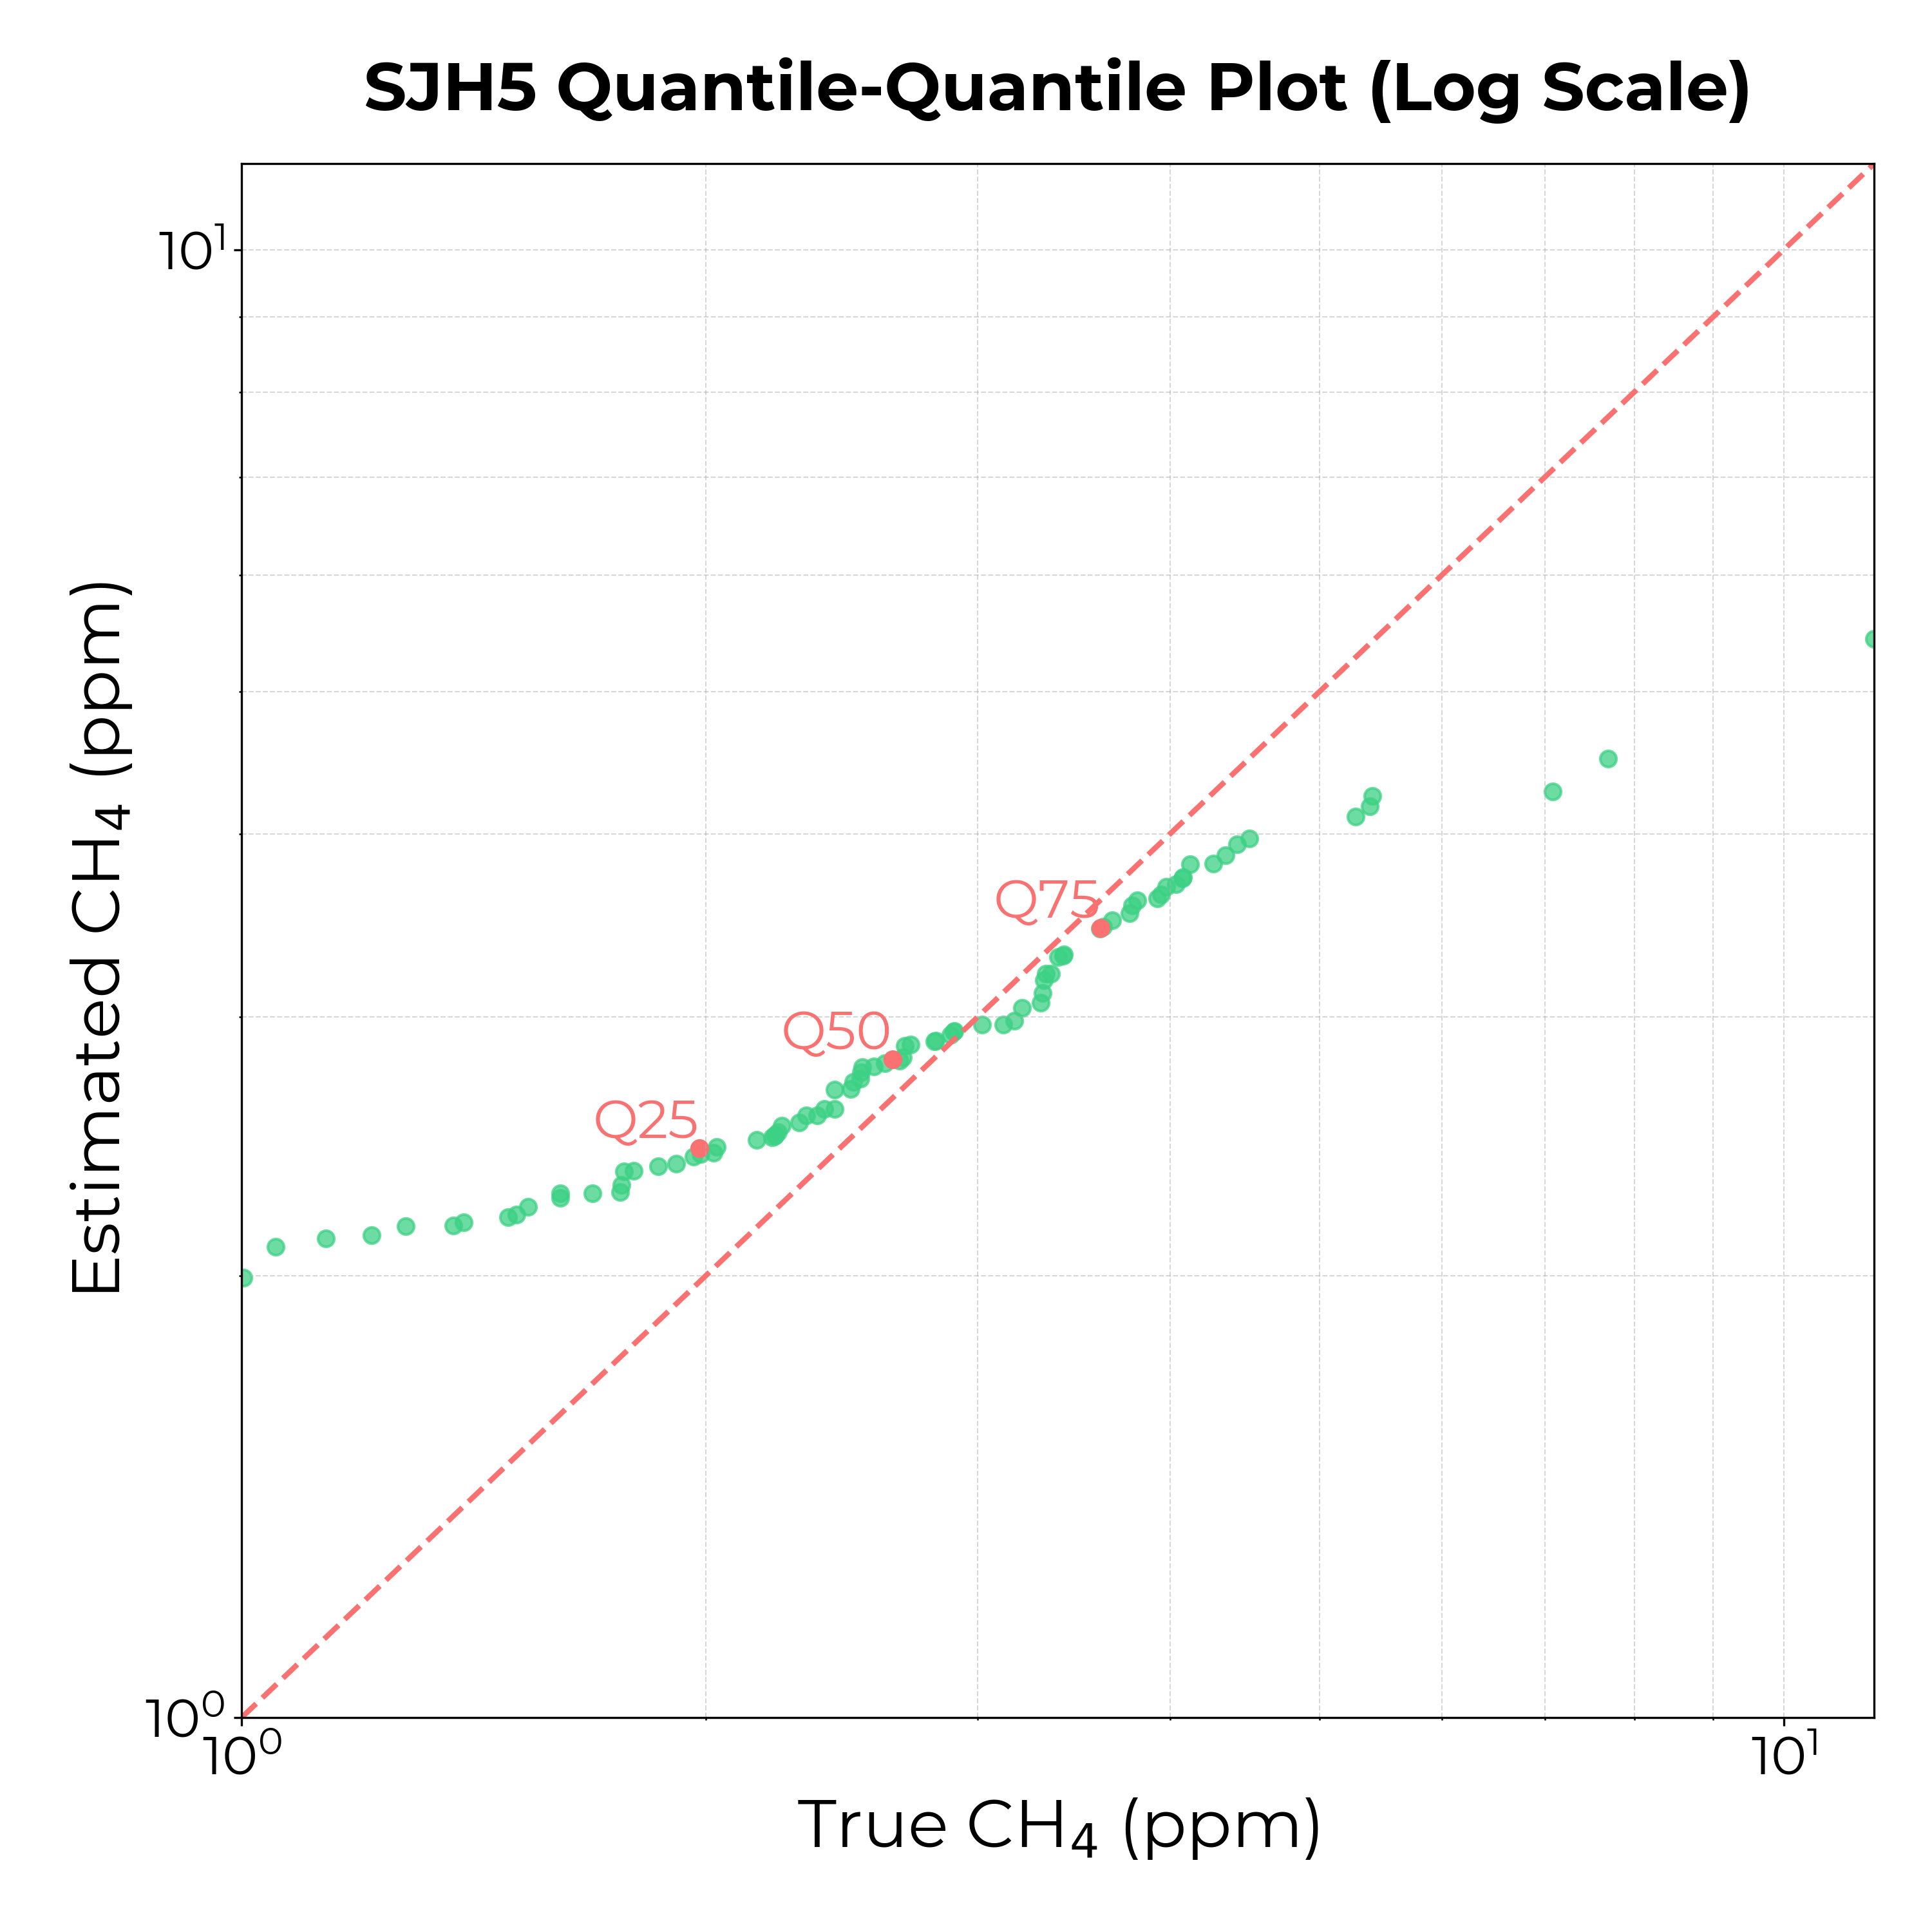 SJH5 Quantile-Quantile Plot (Log Scale)
Estimated CH₄ (ppm)
10¹
10⁰
Q75
Q50
Q25
10⁰
10¹
True CH₄ (ppm)